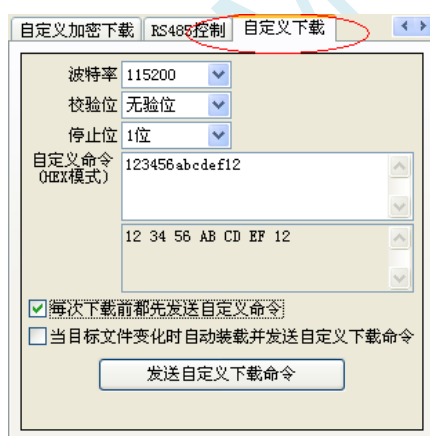 自定义加密下载 RS485控制 自定义下载
波特率 115200
校验位 无验位
停止位 1位
自定义命令 123456abcdef12
(HEX模式)
12 34 56 AB CD EF 12
每次下载前都先发送自定义命令
当目标文件变化时自动装载并发送自定义下载命令
发送自定义下载命令